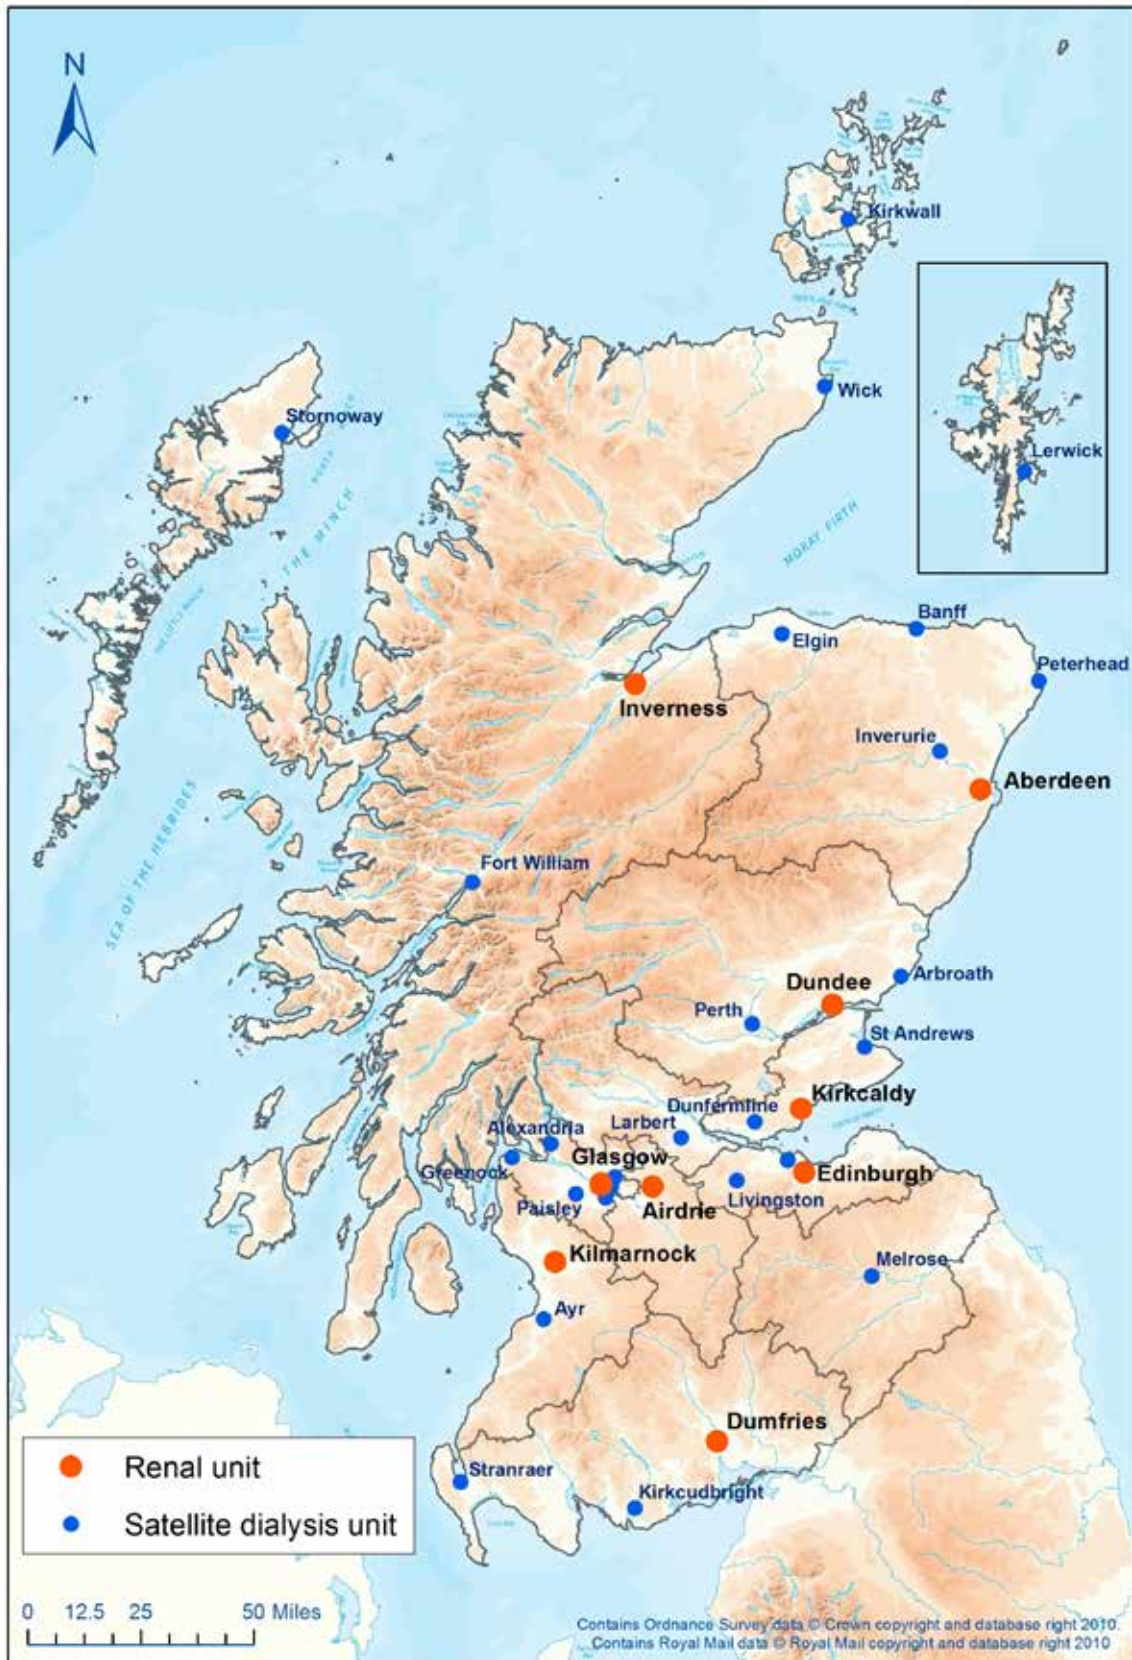 N
Kirkwall
Wick
Stornoway
Lerwick
THE MINCH
MORAY FIRTH
Banff
Elgin
Peterhead
Inverness
Inverurie
Aberdeen
SEA OF THE HEBRIDES
Fort William
Arbroath
Dundee
Perth
St Andrews
Kirkcaldy
Dunfermline
Larbert
Alexandria
Glasgow
Greenock
Edinburgh
Livingston
Paisley
Airdrie
Kilmarnock
Melrose
Ayr
Dumfries
Stranraer
Kirkcudbright
Renal unit
Satellite dialysis unit
0 12.5 25 50 Miles
Contains Ordnance Survey data © Crown copyright and database right 2010.
Contains Royal Mail data © Royal Mail copyright and database right 2010